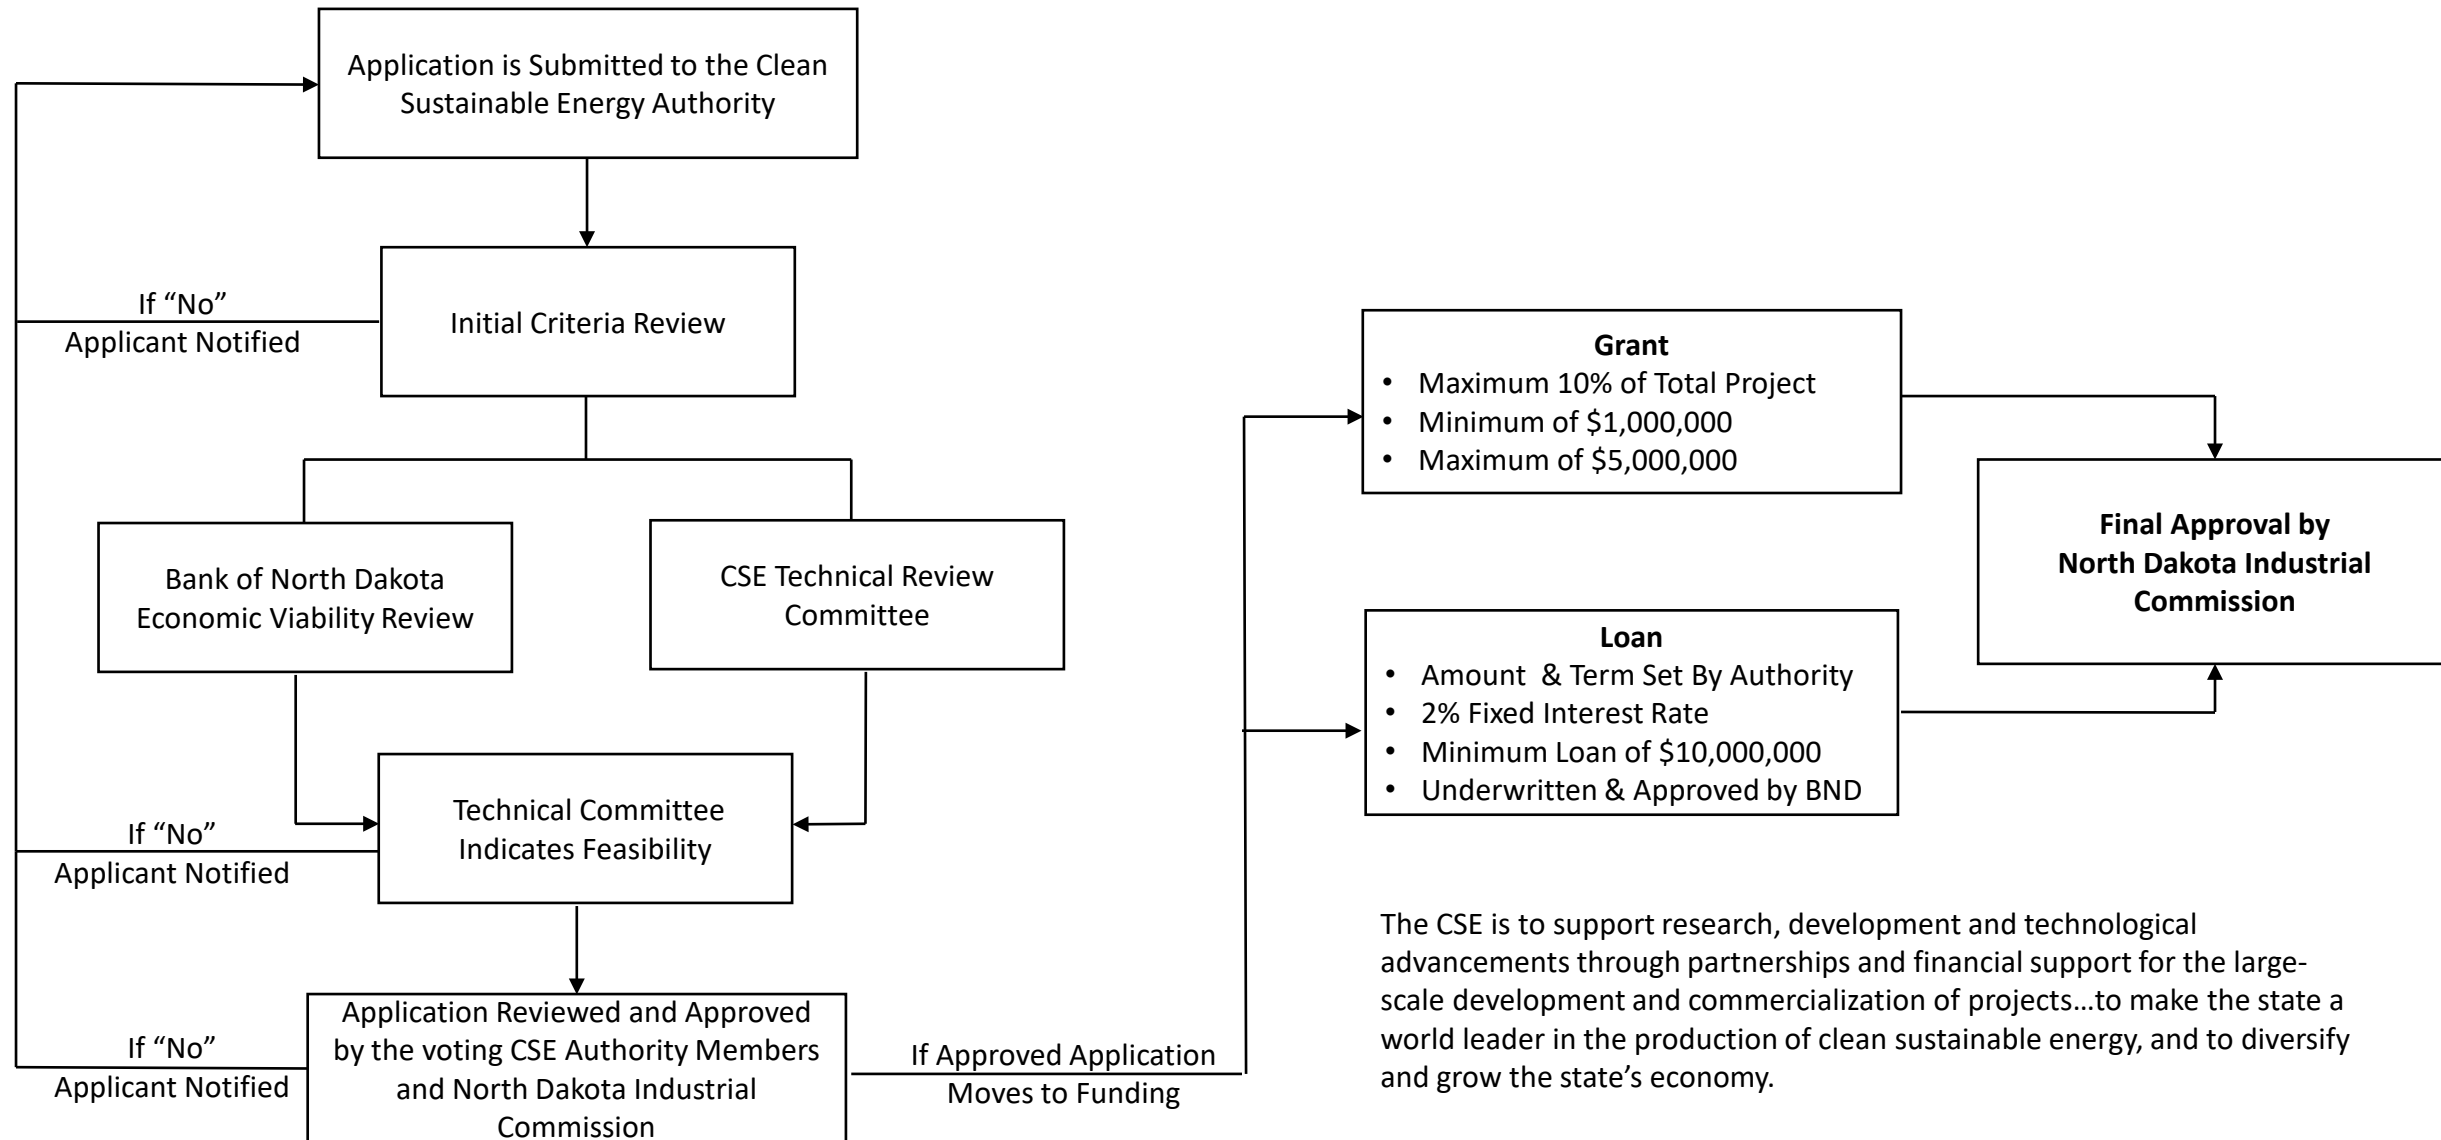 Application is Submitted to the Clean
Sustainable Energy Authority
If “No”
Applicant Notified
Initial Criteria Review
Bank of North Dakota
Economic Viability Review
CSE Technical Review
Committee
If “No”
Applicant Notified
Technical Committee
Indicates Feasibility
If “No”
Applicant Notified
Application Reviewed and Approved
by the voting CSE Authority Members
and North Dakota Industrial
Commission
If Approved Application
Moves to Funding
Grant
• Maximum 10% of Total Project
• Minimum of $1,000,000
• Maximum of $5,000,000
Loan
• Amount & Term Set By Authority
• 2% Fixed Interest Rate
• Minimum Loan of $10,000,000
• Underwritten & Approved by BND
Final Approval by
North Dakota Industrial
Commission
The CSE is to support research, development and technological
advancements through partnerships and financial support for the large-
scale development and commercialization of projects…to make the state a
world leader in the production of clean sustainable energy, and to diversify
and grow the state’s economy.